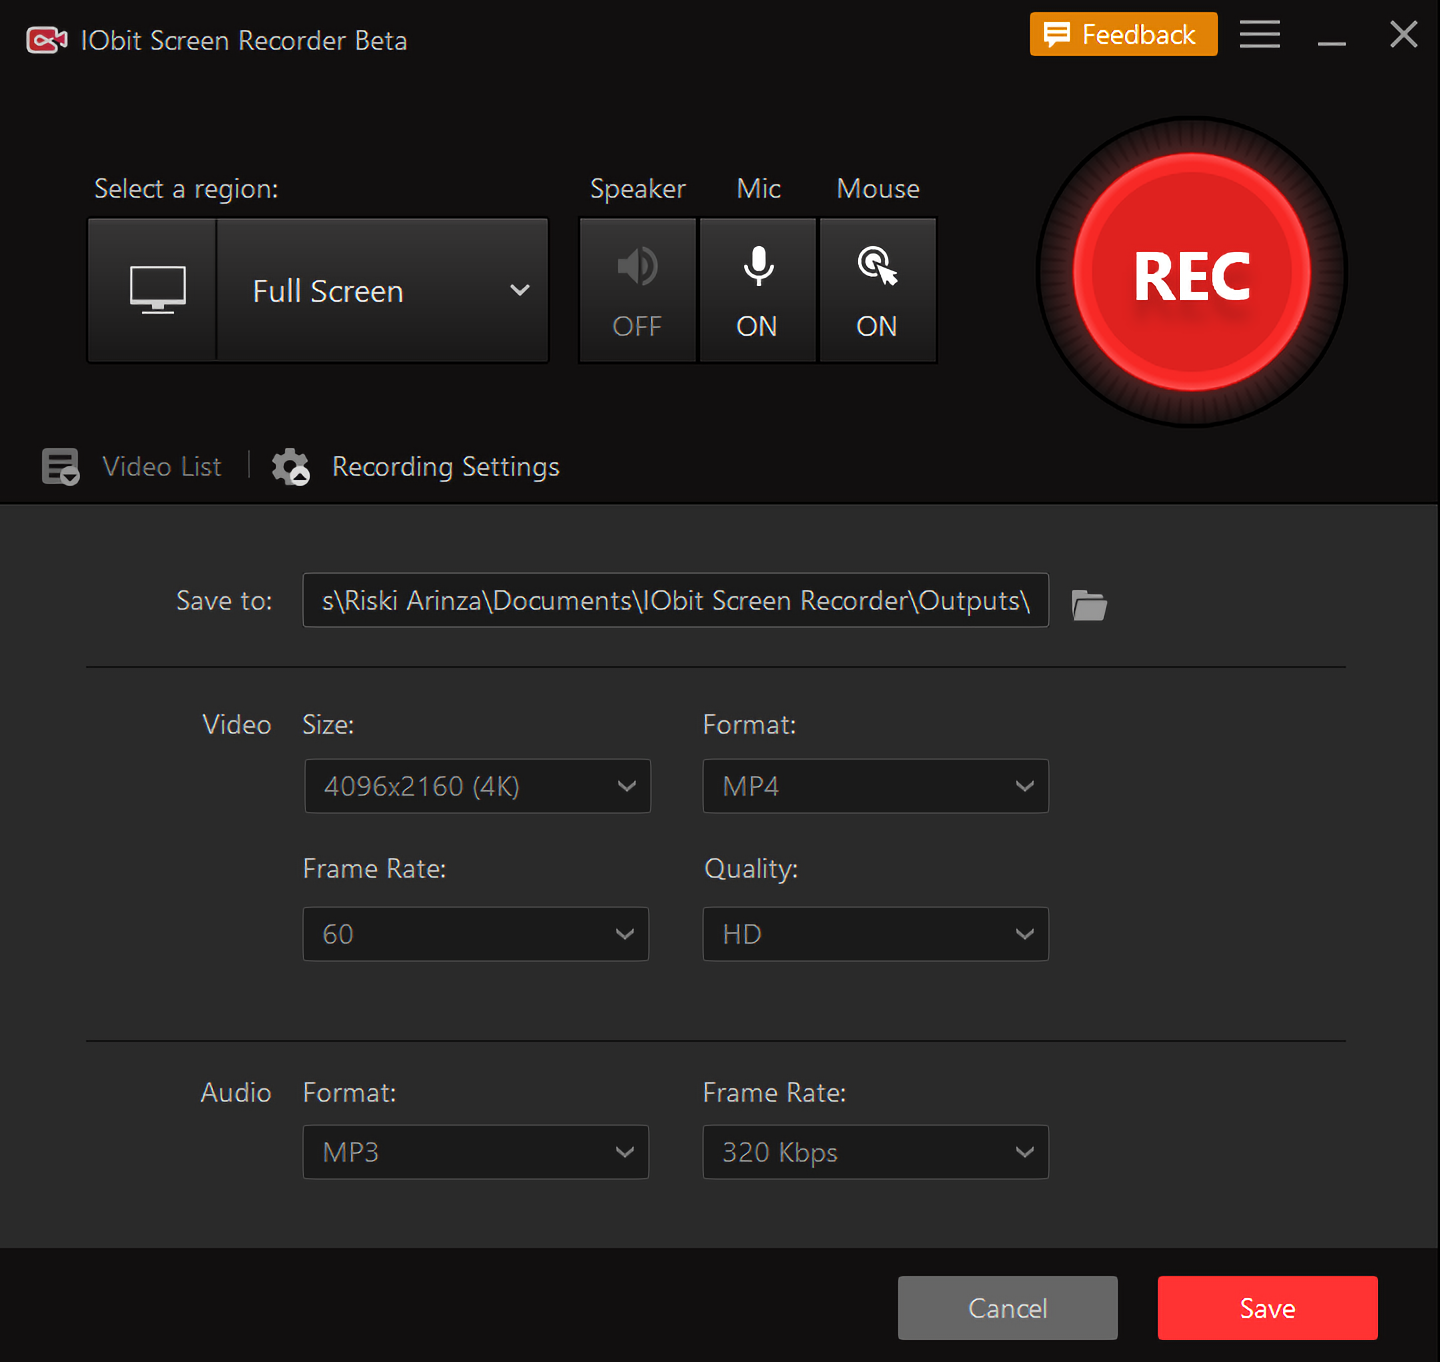 IObit Screen Recorder Beta
Feedback
Select a region:
Speaker Mic Mouse
Full Screen
OFF ON ON
REC
Video List Recording Settings
Save to: s\Riski Arinza\Documents\IObit Screen Recorder\Outputs\
Video Size: Format:
4096x2160 (4K) MP4
Frame Rate: Quality:
60 HD
Audio Format: Frame Rate:
MP3 320 Kbps
Cancel Save